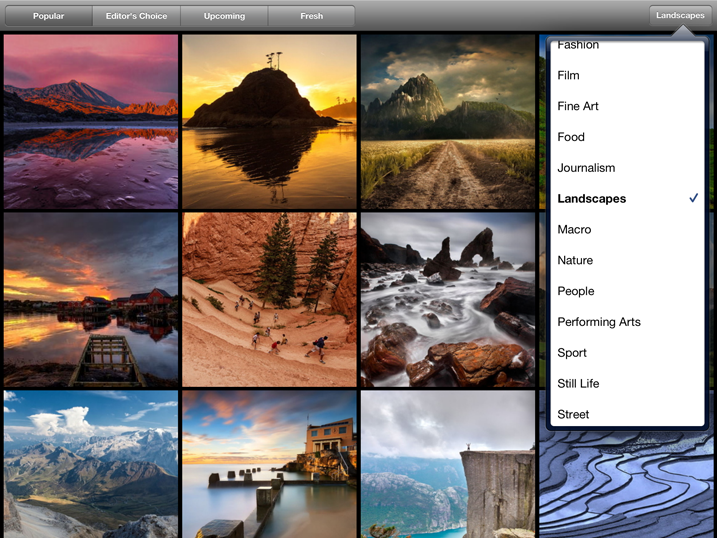 Popular
Editor's Choice
Upcoming
Fresh
Landscapes
Fashion
Film
Fine Art
Food
Journalism
Landscapes
Macro
Nature
People
Performing Arts
Sport
Still Life
Street